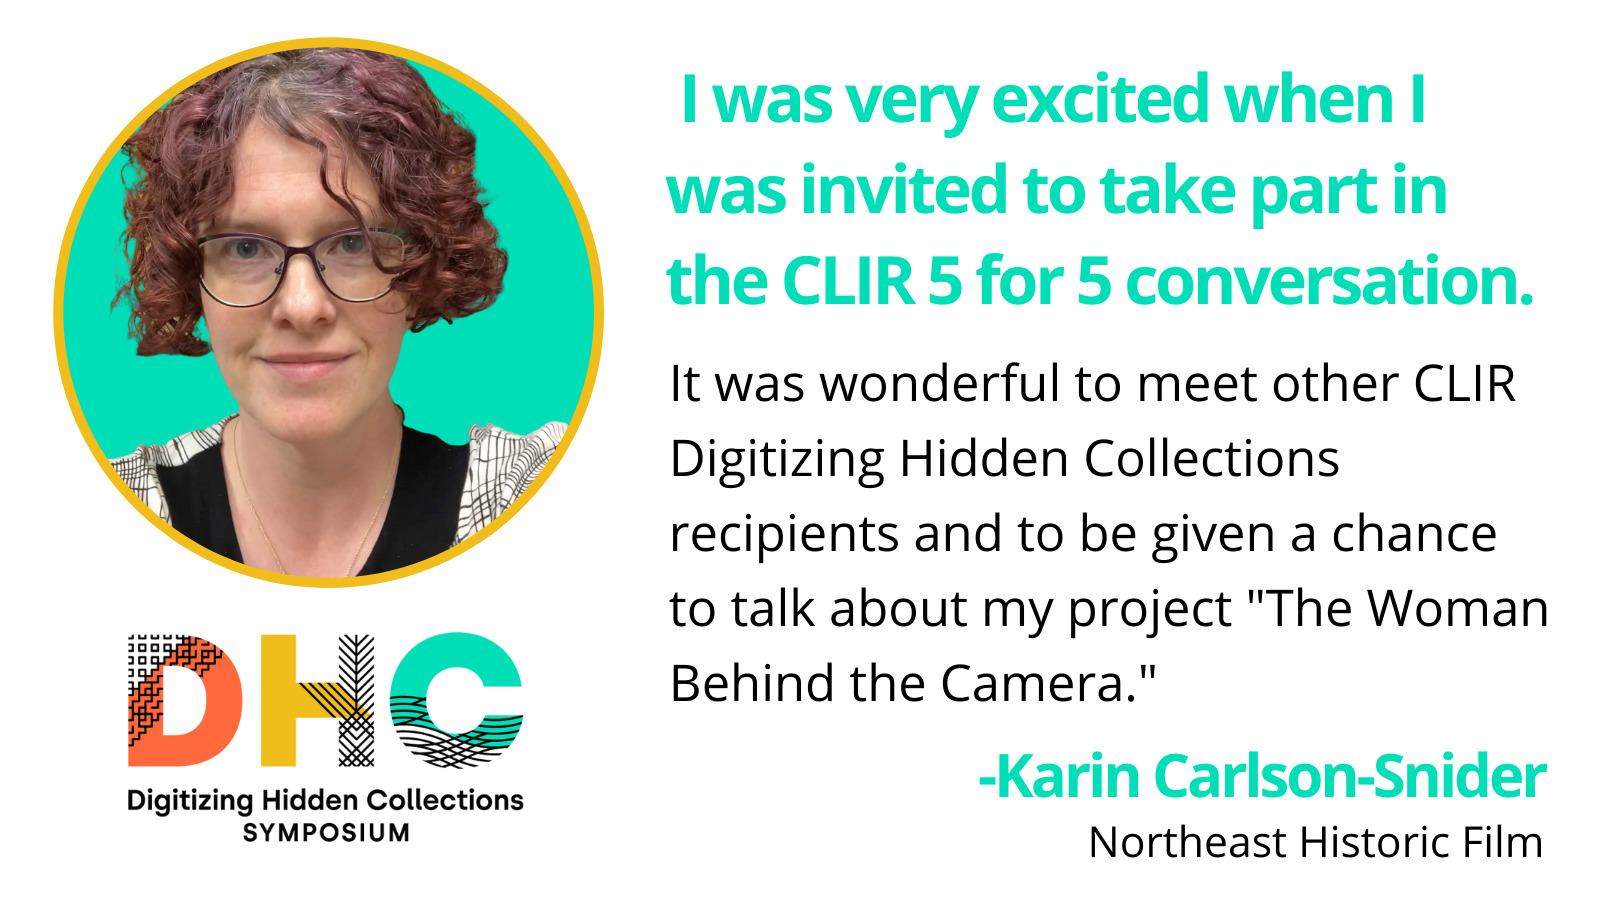 I was very excited when I
was invited to take part in
the CLIR 5 for 5 conversation.
It was wonderful to meet other CLIR
Digitizing Hidden Collections
recipients and to be given a chance
to talk about my project "The Woman
Behind the Camera."
-Karin Carlson-Snider
Northeast Historic Film
DHC
Digitizing Hidden Collections
SYMPOSIUM